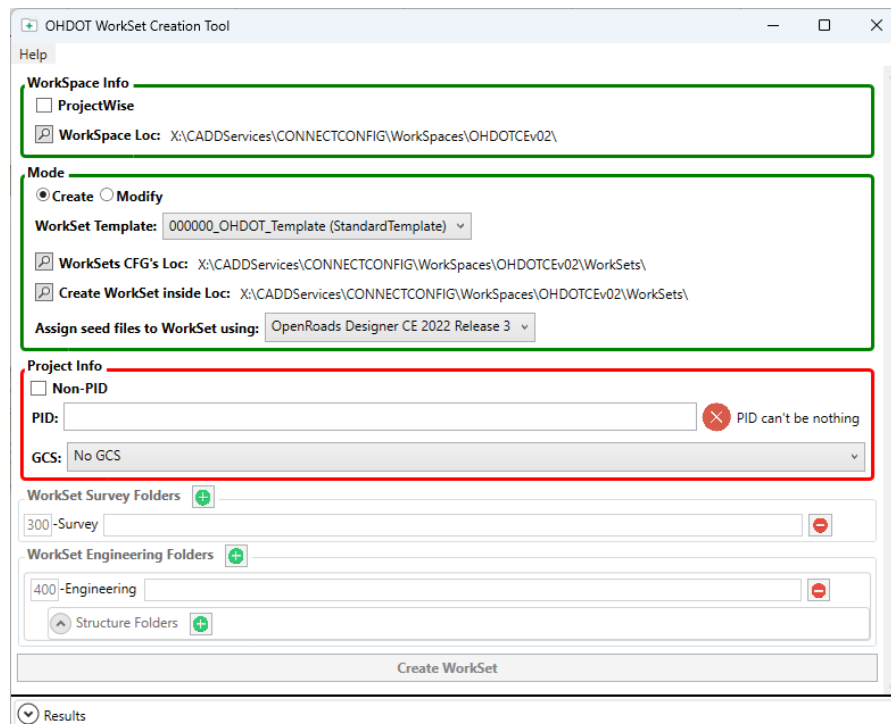 OHDOT WorkSet Creation Tool
Help
WorkSpace Info
ProjectWise
WorkSpace Loc: X:\CADDServices\CONNECTCONFIG\WorkSpaces\OHDOTCEv02\
Mode
Create Modify
WorkSet Template: 000000_OHDOT_Template (StandardTemplate)
WorkSets CFG's Loc: X:\CADDServices\CONNECTCONFIG\WorkSpaces\OHDOTCEv02\WorkSets\
Create WorkSet inside Loc: X:\CADDServices\CONNECTCONFIG\WorkSpaces\OHDOTCEv02\WorkSets\
Assign seed files to WorkSet using: OpenRoads Designer CE 2022 Release 3
Project Info
Non-PID
PID: PID can't be nothing
GCS: No GCS
WorkSet Survey Folders
300 -Survey
WorkSet Engineering Folders
400 -Engineering
Structure Folders
Create WorkSet
Results